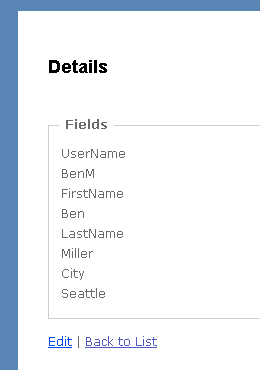 Details
Fields
UserName
BenM
FirstName
Ben
LastName
Miller
City
Seattle
Edit | Back to List